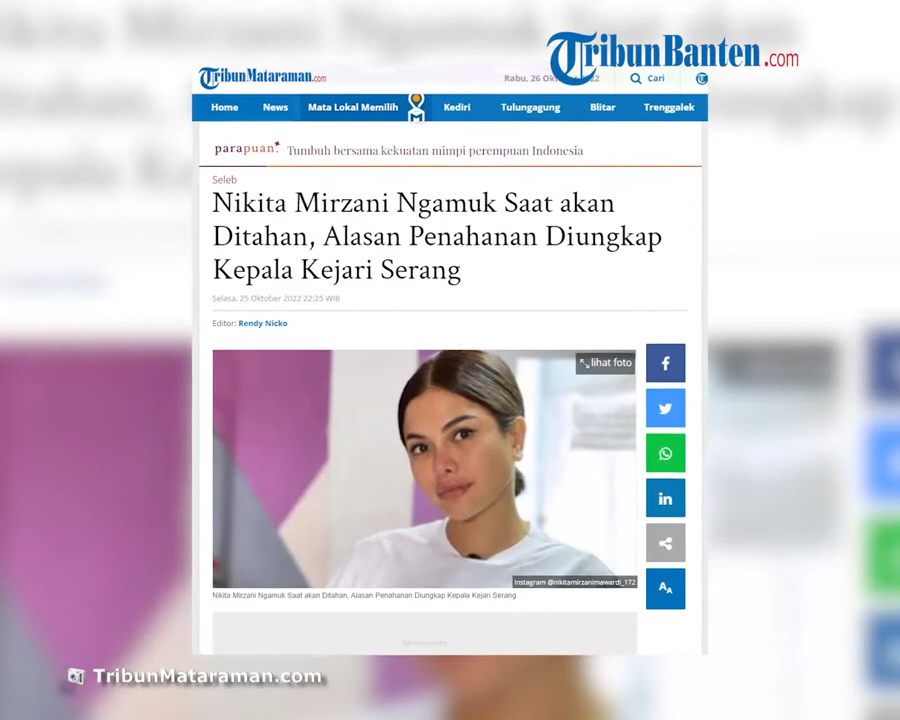 TribunBanten.com
TribunMataraman.com
Rabu, 26 Okt
Cari
Home
News
Mata Lokal Memilih
Kediri
Tulungagung
Blitar
Trenggalek
parapuan
Tumbuh bersama kekuatan mimpi perempuan Indonesia
Seleb
Nikita Mirzani Ngamuk Saat akan
Ditahan, Alasan Penahanan Diungkap
Kepala Kejari Serang
Selasa, 25 Oktober 2022 22:25 WIB
Editor: Rendy Nicko
lihat foto
Instagram @nikitamirzanimawardi_172
Nikita Mirzani Ngamuk Saat akan Ditahan, Alasan Penahanan Diungkap Kepala Kejari Serang
TribunMataraman.com